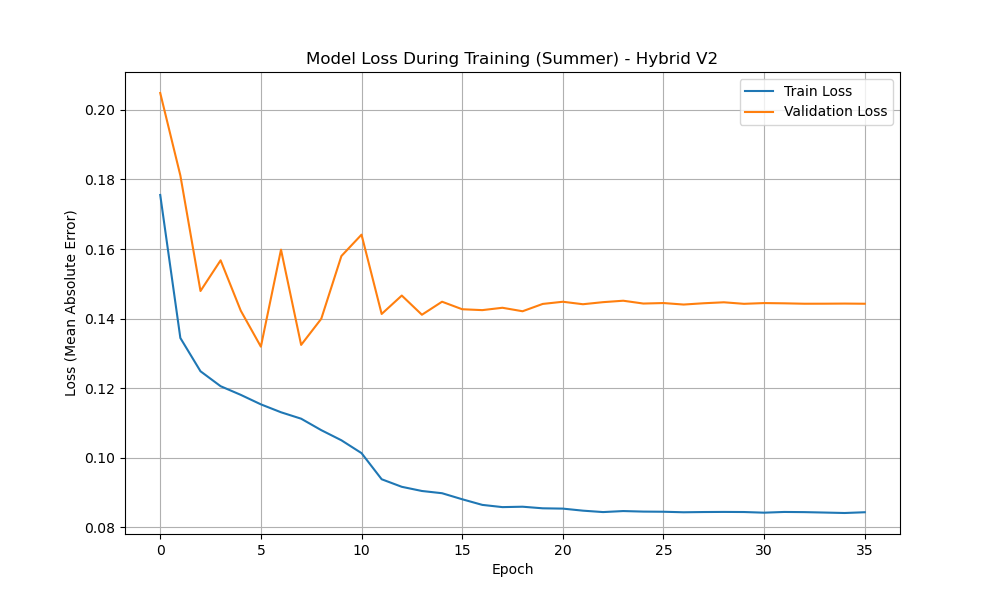 Model Loss During Training (Summer) - Hybrid V2
Train Loss
Validation Loss
Loss (Mean Absolute Error)
0.20
0.18
0.16
0.14
0.12
0.10
0.08
0 5 10 15 20 25 30 35
Epoch